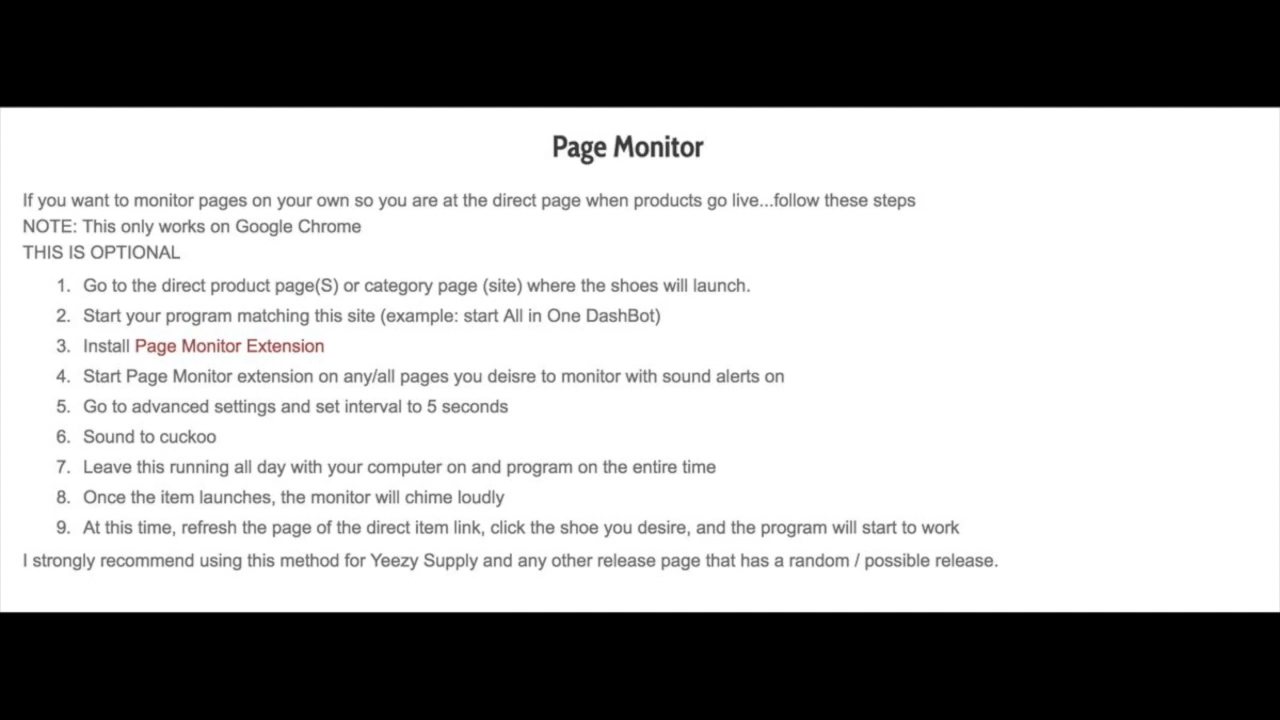 Page Monitor
If you want to monitor pages on your own so you are at the direct page when products go live...follow these steps
NOTE: This only works on Google Chrome
THIS IS OPTIONAL
1. Go to the direct product page(S) or category page (site) where the shoes will launch.
2. Start your program matching this site (example: start All in One DashBot)
3. Install Page Monitor Extension
4. Start Page Monitor extension on any/all pages you deisre to monitor with sound alerts on
5. Go to advanced settings and set interval to 5 seconds
6. Sound to cuckoo
7. Leave this running all day with your computer on and program on the entire time
8. Once the item launches, the monitor will chime loudly
9. At this time, refresh the page of the direct item link, click the shoe you desire, and the program will start to work
I strongly recommend using this method for Yeezy Supply and any other release page that has a random / possible release.